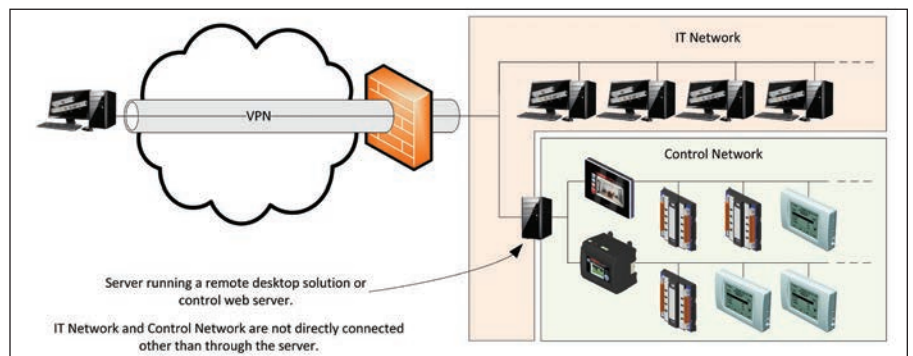 IT Network
VPN
Control Network
Server running a remote desktop solution or
control web server.
IT Network and Control Network are not directly connected
other than through the server.